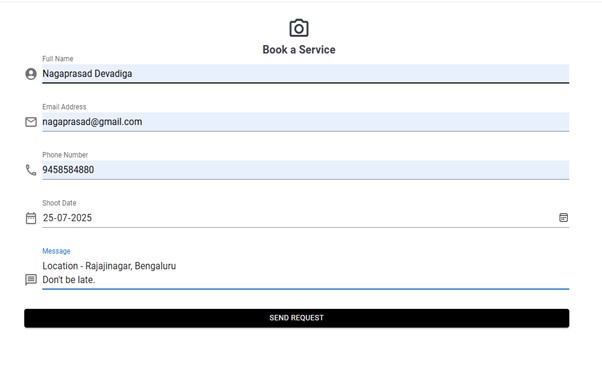 Book a Service
Full Name
Nagaprasad Devadiga
Email Address
nagaprasad@gmail.com
Phone Number
9458584880
Shoot Date
25-07-2025
Message
Location - Rajajinagar, Bengaluru
Don't be late.
SEND REQUEST